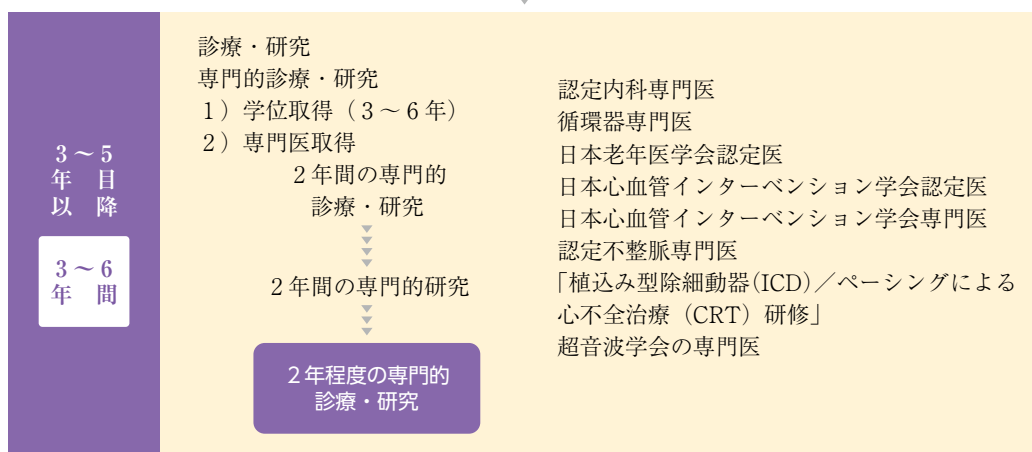 3～5
年目
以降
3～6
年間
診療・研究
専門的診療・研究
1）学位取得（3～6年）
2）専門医取得
2年間の専門的
診療・研究
2年間の専門的研究
2年程度の専門的
診療・研究
認定内科専門医
循環器専門医
日本老年医学会認定医
日本心血管インターベンション学会認定医
日本心血管インターベンション学会専門医
認定不整脈専門医
「植込み型除細動器(ICD)／ペーシングによる
心不全治療（CRT）研修」
超音波学会の専門医